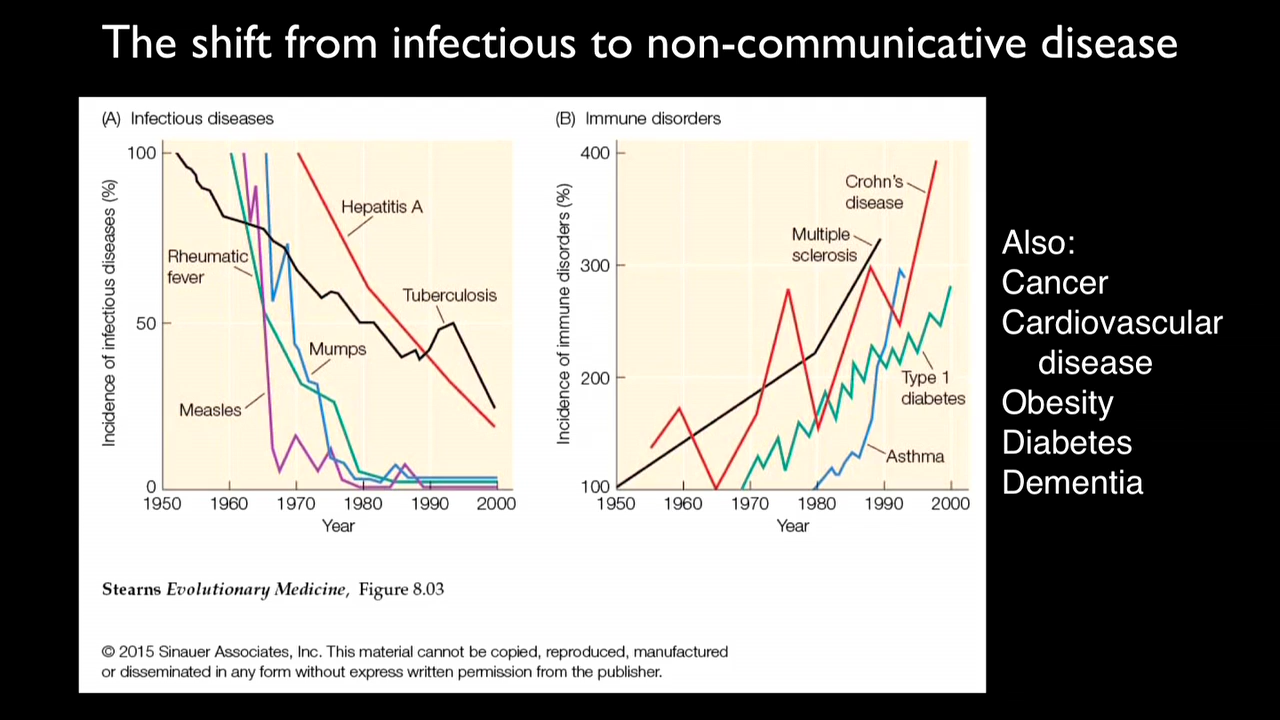 The shift from infectious to non-communicative disease
(A) Infectious diseases
Incidence of infectious diseases (%)
100
50
0
Hepatitis A
Rheumatic
fever
Tuberculosis
Mumps
Measles
1950 1960 1970 1980 1990 2000
Year
(B) Immune disorders
Incidence of immune disorders (%)
400
300
200
100
Crohn's
disease
Multiple
sclerosis
Type 1
diabetes
Asthma
1950 1960 1970 1980 1990 2000
Year
Also:
Cancer
Cardiovascular
disease
Obesity
Diabetes
Dementia
Stearns Evolutionary Medicine, Figure 8.03
© 2015 Sinauer Associates, Inc. This material cannot be copied, reproduced, manufactured
or disseminated in any form without express written permission from the publisher.